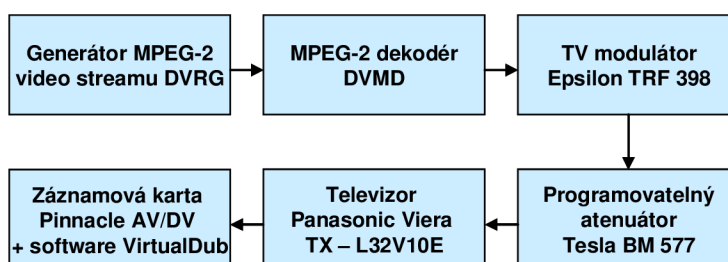 Generátor MPEG-2
video streamu DVRG
MPEG-2 dekodér
DVMD
TV modulátor
Epsilon TRF 398
Záznamová karta
Pinnacle AV/DV
+ software VirtualDub
Televizor
Panasonic Viera
TX – L32V10E
Programovatelný
atenuátor
Tesla BM 577